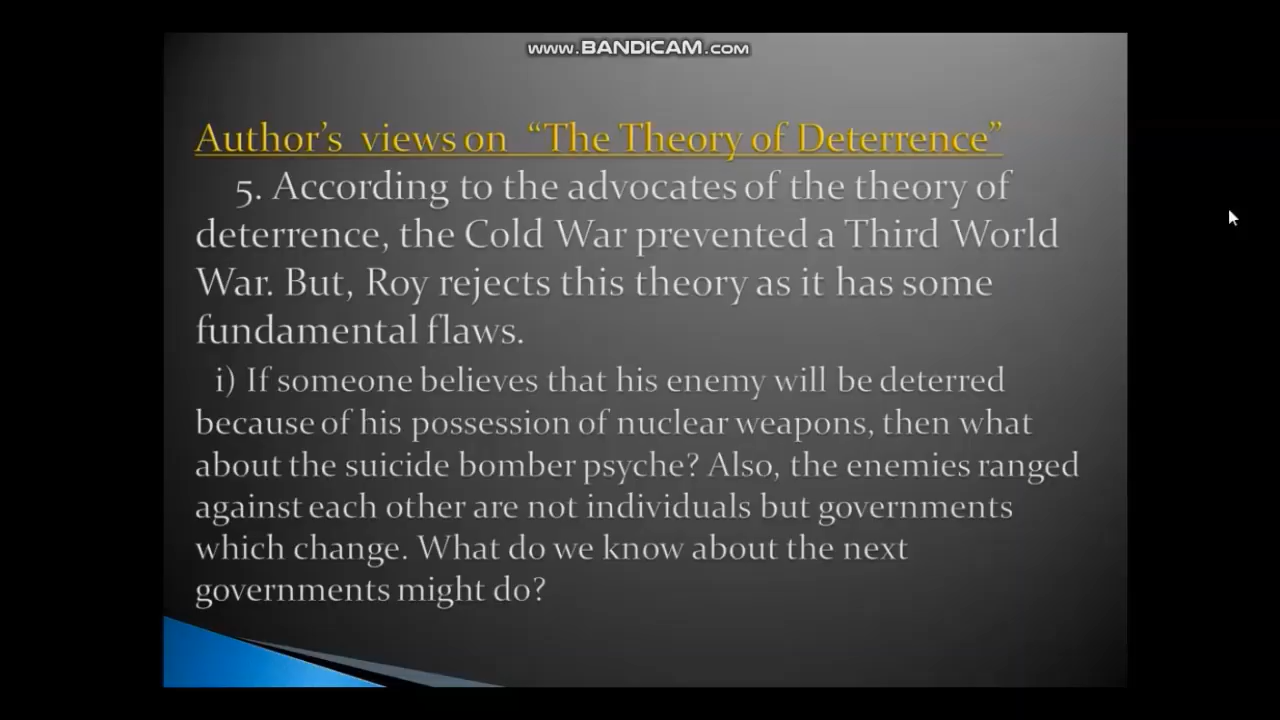 www.BANDICAM.com
Author’s views on “The Theory of Deterrence”
5. According to the advocates of the theory of
deterrence, the Cold War prevented a Third World
War. But, Roy rejects this theory as it has some
fundamental flaws.
i) If someone believes that his enemy will be deterred
because of his possession of nuclear weapons, then what
about the suicide bomber psyche? Also, the enemies ranged
against each other are not individuals but governments
which change. What do we know about the next
governments might do?